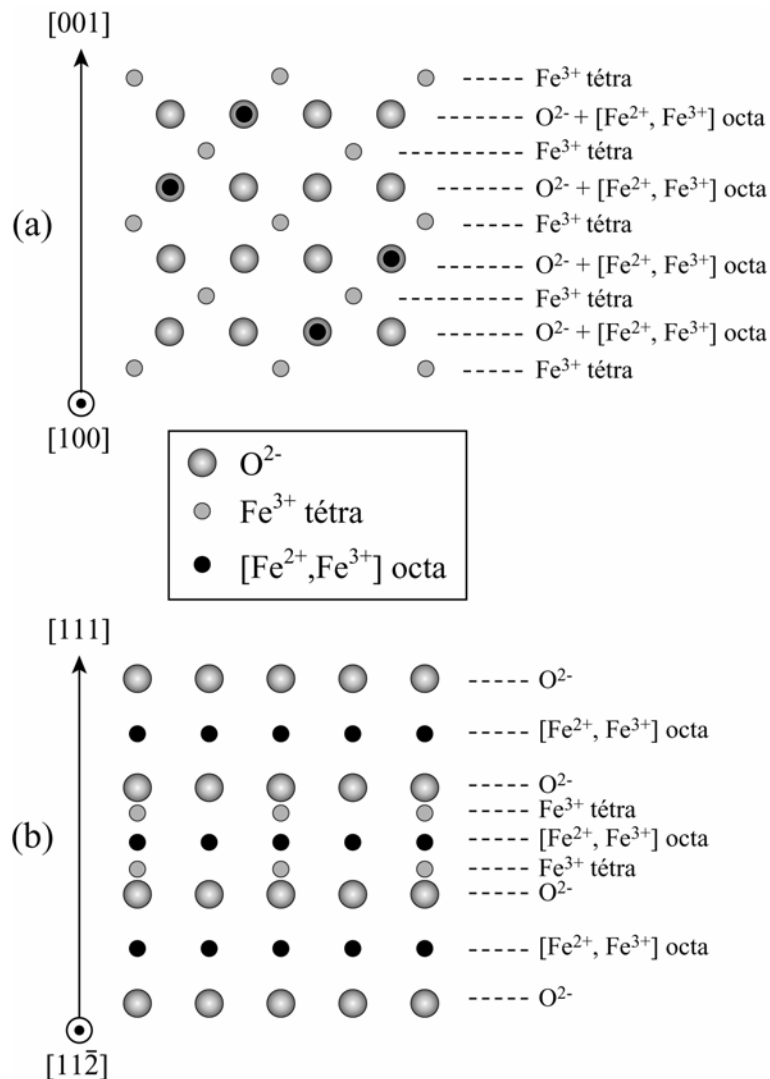 [001]
Fe³⁺ tétra
O²⁻ + [Fe²⁺, Fe³⁺] octa
Fe³⁺ tétra
O²⁻ + [Fe²⁺, Fe³⁺] octa
(a)
Fe³⁺ tétra
O²⁻ + [Fe²⁺, Fe³⁺] octa
Fe³⁺ tétra
O²⁻ + [Fe²⁺, Fe³⁺] octa
Fe³⁺ tétra
[100]
O²⁻
Fe³⁺ tétra
[Fe²⁺,Fe³⁺] octa
[111]
O²⁻
[Fe²⁺, Fe³⁺] octa
O²⁻
Fe³⁺ tétra
(b)
[Fe²⁺, Fe³⁺] octa
Fe³⁺ tétra
O²⁻
[Fe²⁺, Fe³⁺] octa
O²⁻
[112̄]